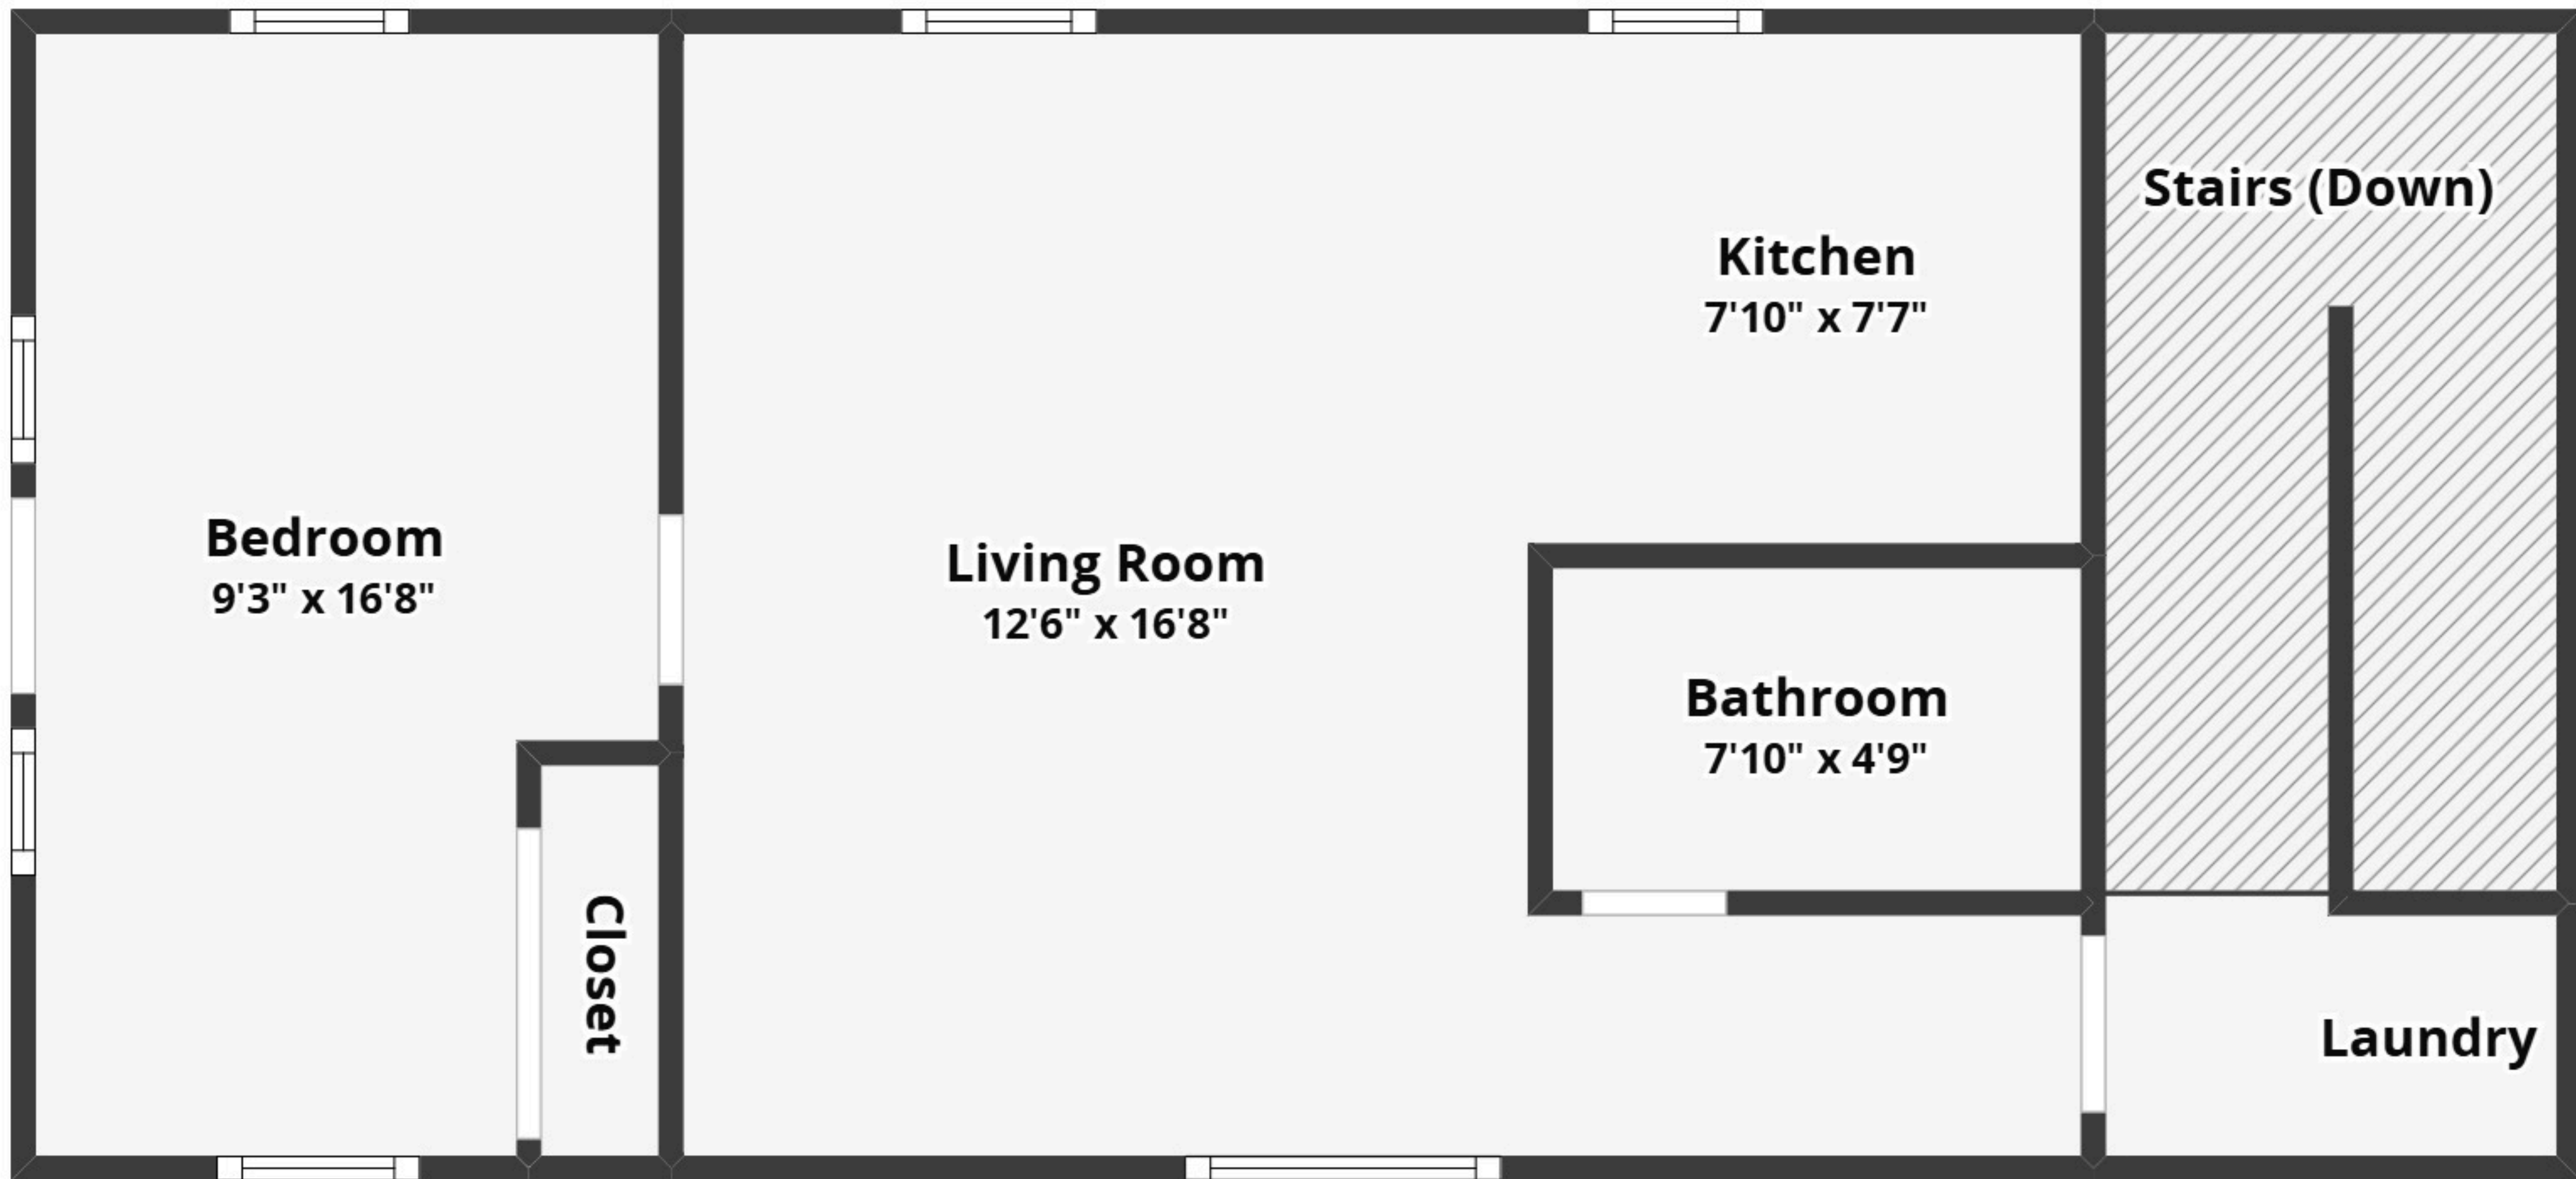 Bedroom
9'3" x 16'8"
Closet
Living Room
12'6" x 16'8"
Kitchen
7'10" x 7'7"
Bathroom
7'10" x 4'9"
Stairs (Down)
Laundry